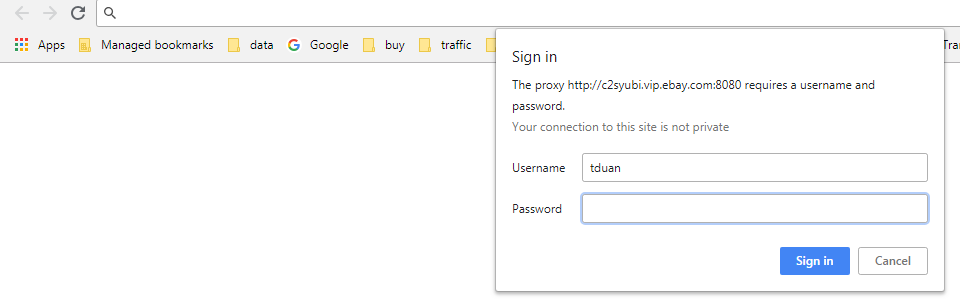 Apps Managed bookmarks data Google buy traffic
Sign in
The proxy http://c2syubi.vip.ebay.com:8080 requires a username and
password.
Your connection to this site is not private
Username tduan
Password
Sign in Cancel